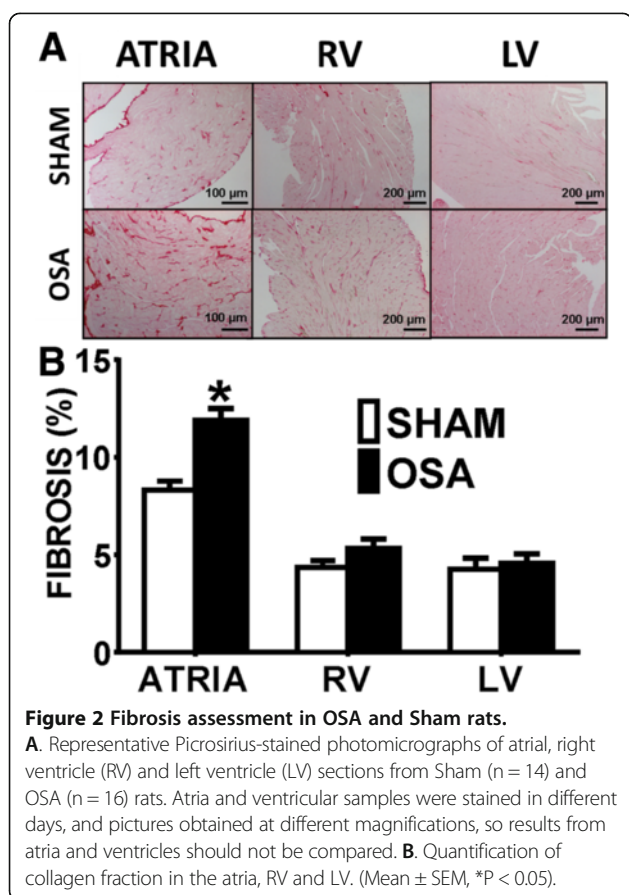 A ATRIA RV LV
SHAM
100 µm 200 µm 200 µm
OSA
100 µm 200 µm 200 µm
B
FIBROSIS (%)
15
10
5
0
*
SHAM
OSA
ATRIA RV LV
Figure 2 Fibrosis assessment in OSA and Sham rats.
A. Representative Picrosirius-stained photomicrographs of atrial, right
ventricle (RV) and left ventricle (LV) sections from Sham (n = 14) and
OSA (n = 16) rats. Atria and ventricular samples were stained in different
days, and pictures obtained at different magnifications, so results from
atria and ventricles should not be compared. B. Quantification of
collagen fraction in the atria, RV and LV. (Mean ± SEM, *P < 0.05).